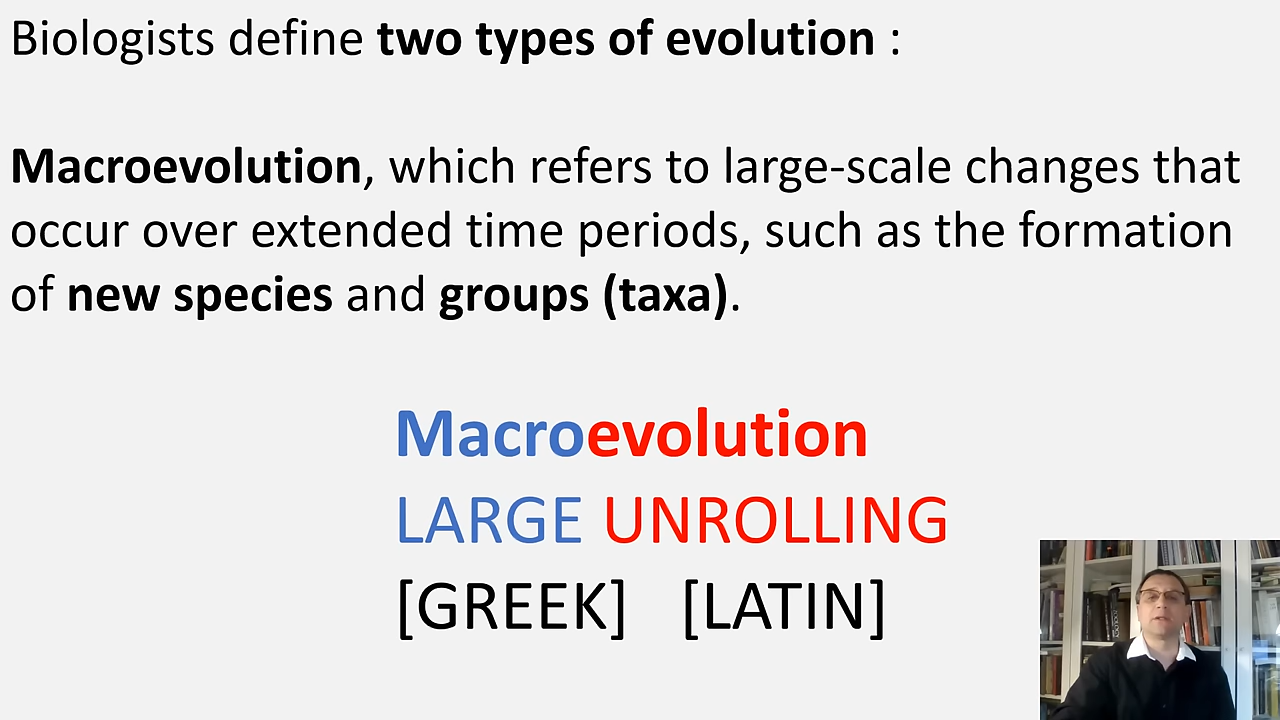 Biologists define two types of evolution :
Macroevolution, which refers to large-scale changes that
occur over extended time periods, such as the formation
of new species and groups (taxa).
Macroevolution
LARGE UNROLLING
[GREEK] [LATIN]